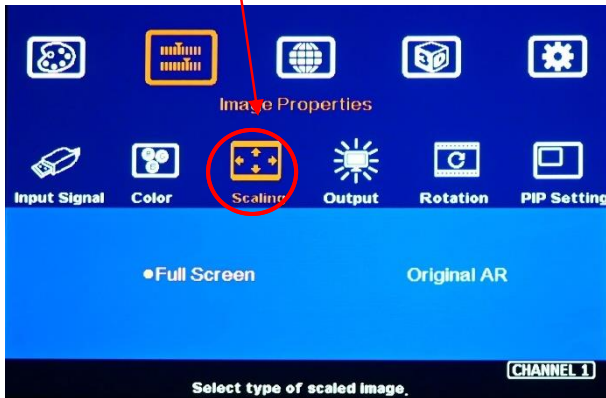 3D
Image Properties
Input Signal Color Scaling Output Rotation PIP Setting
●Full Screen Original AR
CHANNEL 1
Select type of scaled image.